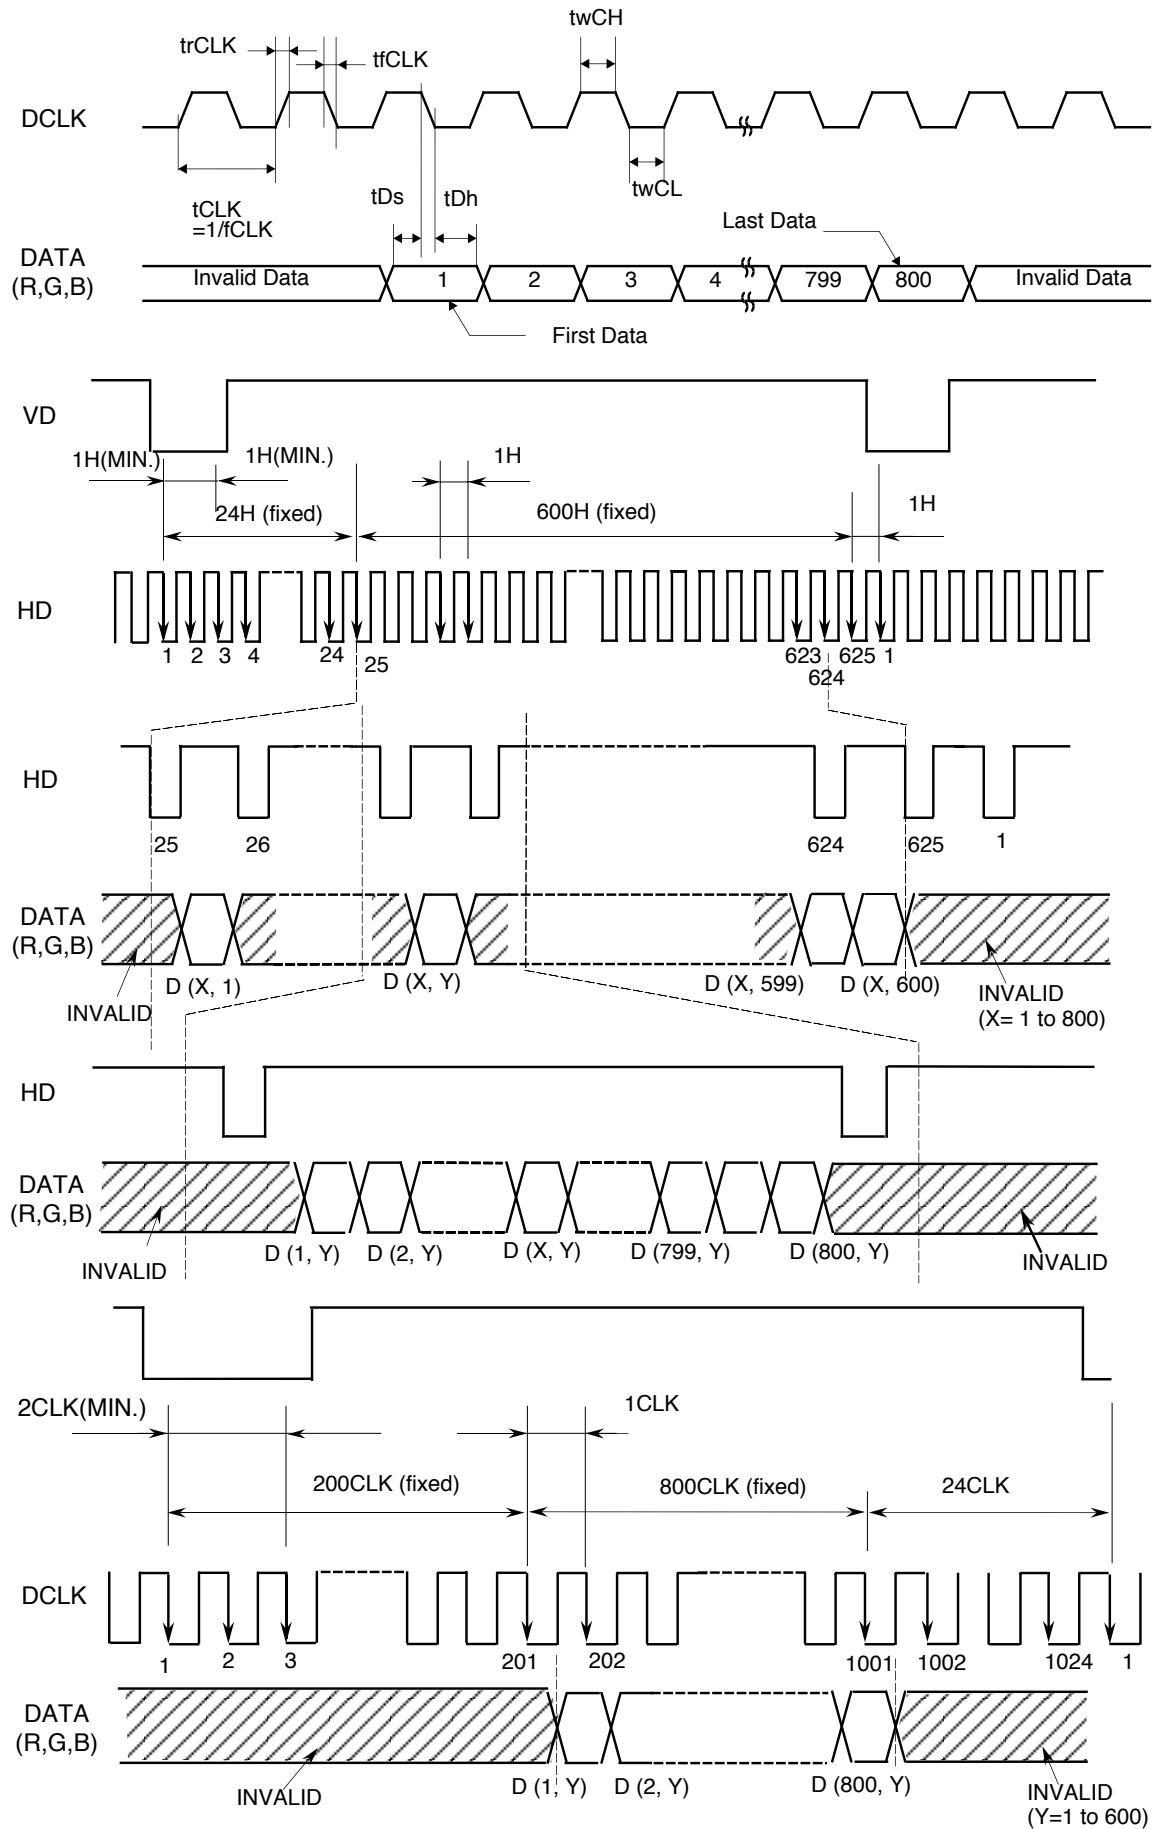 twCH
trCLK
tfCLK
DCLK
tDs
tDh
twCL
tCLK
=1/fCLK
Last Data
DATA
(R,G,B)
Invalid Data
1
2
3
4
799
800
Invalid Data
First Data
VD
1H(MIN.)
1H(MIN.)
1H
24H (fixed)
600H (fixed)
1H
HD
1
2
3
4
24
25
623
624
625
1
HD
25
26
624
625
1
DATA
(R,G,B)
D (X, 1)
D (X, Y)
D (X, 599)
D (X, 600)
INVALID
INVALID
(X= 1 to 800)
HD
DATA
(R,G,B)
D (1, Y)
D (2, Y)
D (X, Y)
D (799, Y)
D (800, Y)
INVALID
INVALID
2CLK(MIN.)
1CLK
200CLK (fixed)
800CLK (fixed)
24CLK
DCLK
1
2
3
201
202
1001
1002
1024
1
DATA
(R,G,B)
D (1, Y)
D (2, Y)
D (800, Y)
INVALID
INVALID
(Y=1 to 600)